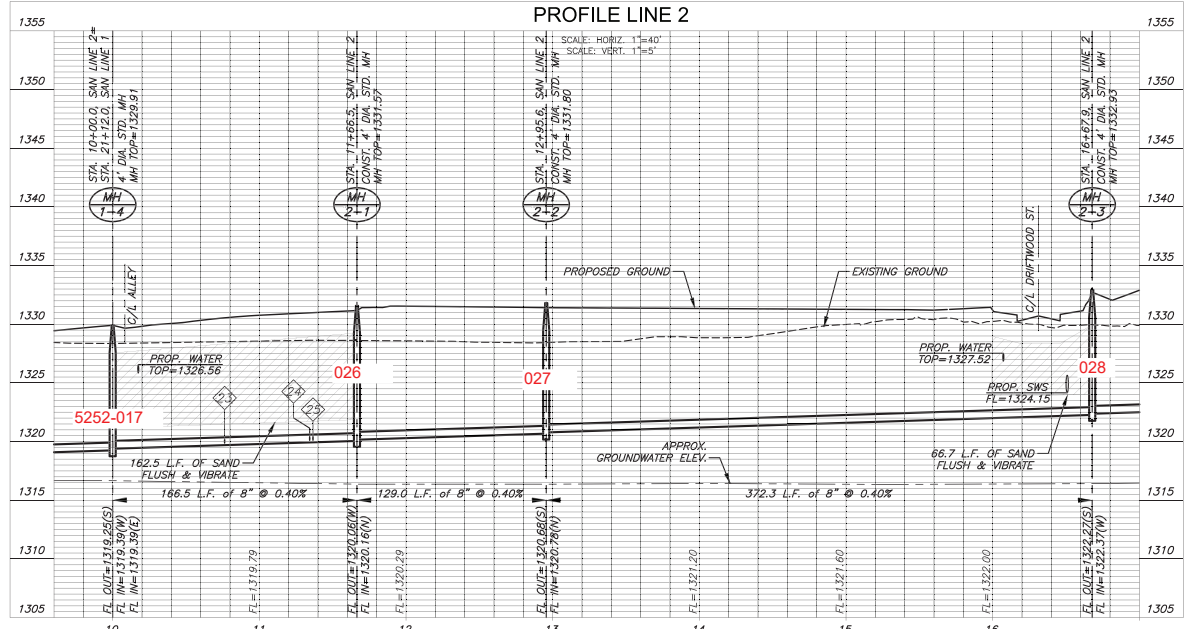 PROFILE LINE 2
SCALE: HORIZ. 1"=40'
SCALE: VERT. 1"=5'
1355
1355
1350
1350
1345
1345
1340
1340
1335
1335
1330
1330
1325
1325
1320
1320
1315
1315
1310
1310
1305
1305
STA. 10+00.0, SAN LINE 2=
STA. 21+12.0, SAN LINE 1
4' DIA. STD. MH
MH TOP=1329.91
STA. 11+66.5, SAN LINE 2
CONST. 4' DIA. STD. MH
MH TOP=1331.57
STA. 12+95.6, SAN LINE 2
CONST. 4' DIA. STD. MH
MH TOP=1331.80
STA. 16+67.9, SAN LINE 2
CONST. 4' DIA. STD. MH
MH TOP=1332.93
MH
1-4
MH
2-1
MH
2-2
MH
2-3
C/L ALLEY
PROPOSED GROUND
EXISTING GROUND
C/L DRIFTWOOD ST.
PROP. WATER
TOP=1326.56
PROP. WATER
TOP=1327.52
PROP. SWS
FL=1324.15
5252-017
026
027
028
23
24
25
162.5 L.F. OF SAND
FLUSH & VIBRATE
APPROX.
GROUNDWATER ELEV.
66.7 L.F. OF SAND
FLUSH & VIBRATE
166.5 L.F. of 8" @ 0.40%
129.0 L.F. of 8" @ 0.40%
372.3 L.F. of 8" @ 0.40%
FL OUT=1319.25(S)
FL IN=1319.39(W)
FL IN=1319.39(E)
FL=1319.79
FL OUT=1320.06(W)
FL IN=1320.16(N)
FL=1320.29
FL OUT=1320.68(S)
FL IN=1320.78(N)
FL=1321.20
FL=1321.60
FL=1322.00
FL OUT=1322.27(S)
FL IN=1322.37(W)
10
11
12
13
14
15
16